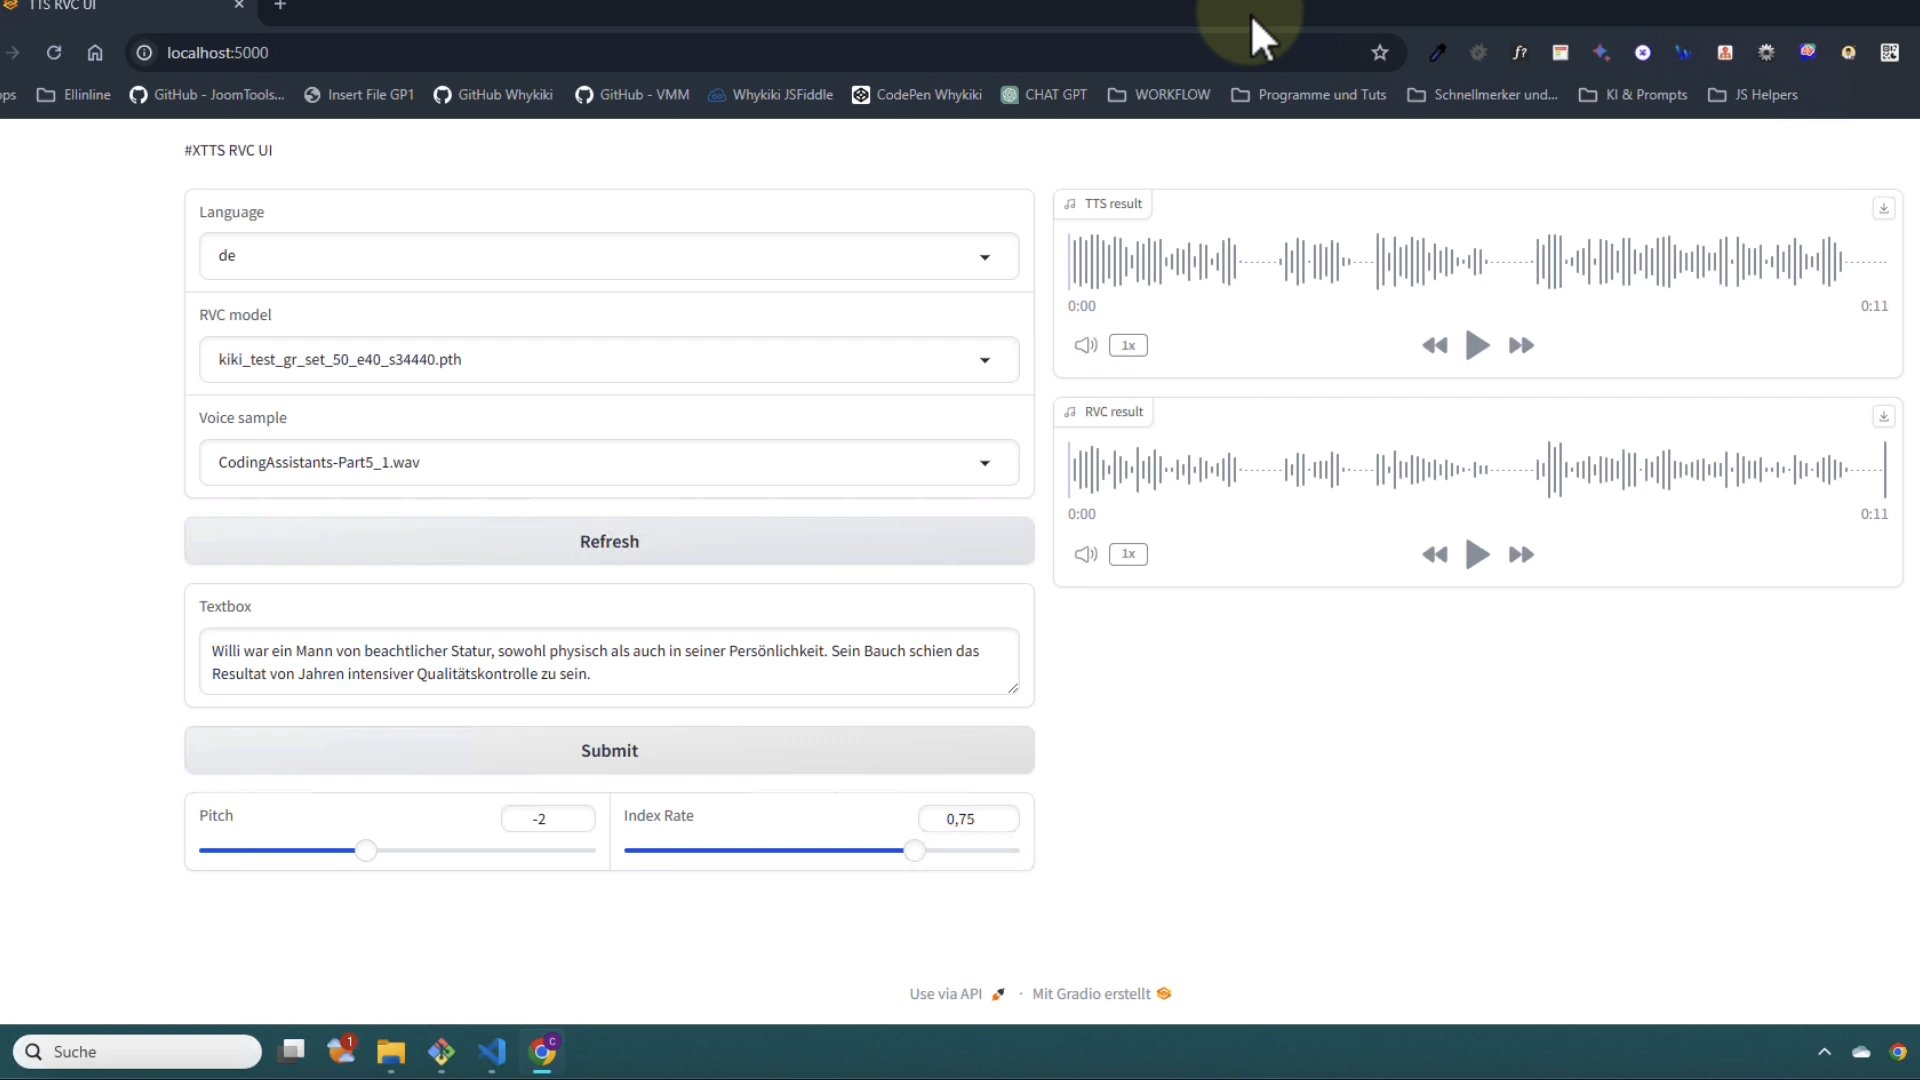 TTS RVC UI
localhost:5000
ps
Ellinline
GitHub - JoomTools...
Insert File GP1
GitHub Whykiki
GitHub - VMM
Whykiki JSFiddle
CodePen Whykiki
CHAT GPT
WORKFLOW
Programme und Tuts
Schnellmerker und...
KI & Prompts
JS Helpers
#XTTS RVC UI
Language
de
RVC model
kiki_test_gr_set_50_e40_s34440.pth
Voice sample
CodingAssistants-Part5_1.wav
Refresh
Textbox
Willi war ein Mann von beachtlicher Statur, sowohl physisch als auch in seiner Persönlichkeit. Sein Bauch schien das
Resultat von Jahren intensiver Qualitätskontrolle zu sein.
Submit
Pitch
-2
Index Rate
0,75
TTS result
0:00
0:11
1x
RVC result
0:00
0:11
1x
Use via API
·
Mit Gradio erstellt
Suche
1
C